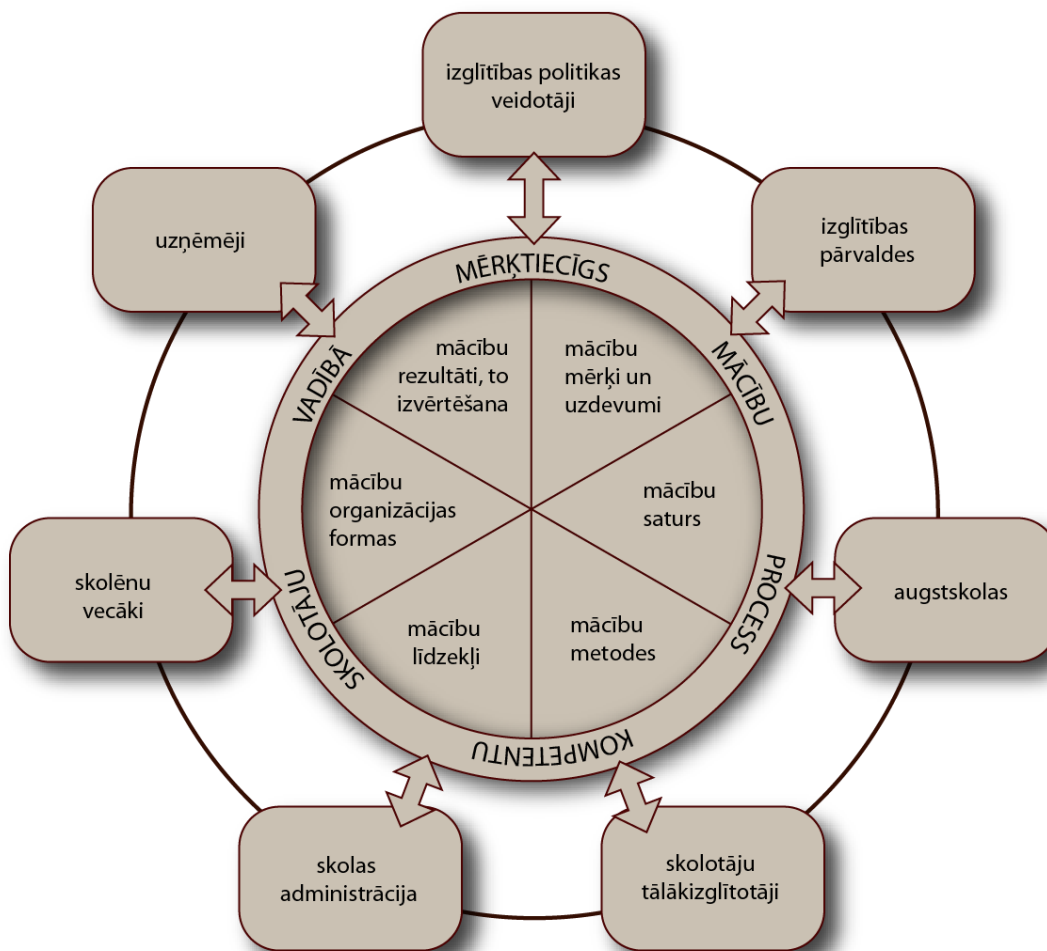 izglītības politikas
veidotāji
izglītības
pārvaldes
augstskolas
skolotāju
tālākizglītotāji
skolas
administrācija
skolēnu
vecāki
uzņēmēji
MĒRĶTIECĪGS
MĀCĪBU
PROCESS
KOMPETENTU
SKOLOTĀJU
VADĪBĀ
mācību
mērķi un
uzdevumi
mācību
saturs
mācību
metodes
mācību
līdzekļi
mācību
organizācijas
formas
mācību
rezultāti, to
izvērtēšana